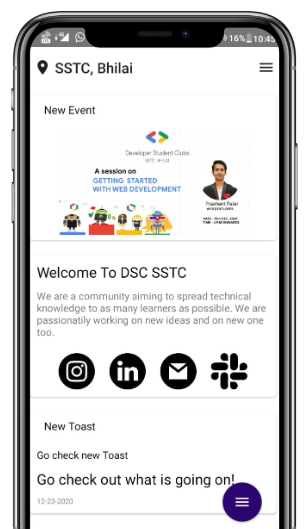 16% 10:45
SSTC, Bhilai
New Event
Developer Student Clubs
A session on
GETTING STARTED
WITH WEB DEVELOPMENT
Prashant Patel
Welcome To DSC SSTC
We are a community aiming to spread technical
knowledge to as many learners as possible. We are
passionatily working on new ideas and on new one
too.
in
New Toast
Go check new Toast
Go check out what is going on!
12-23-2020